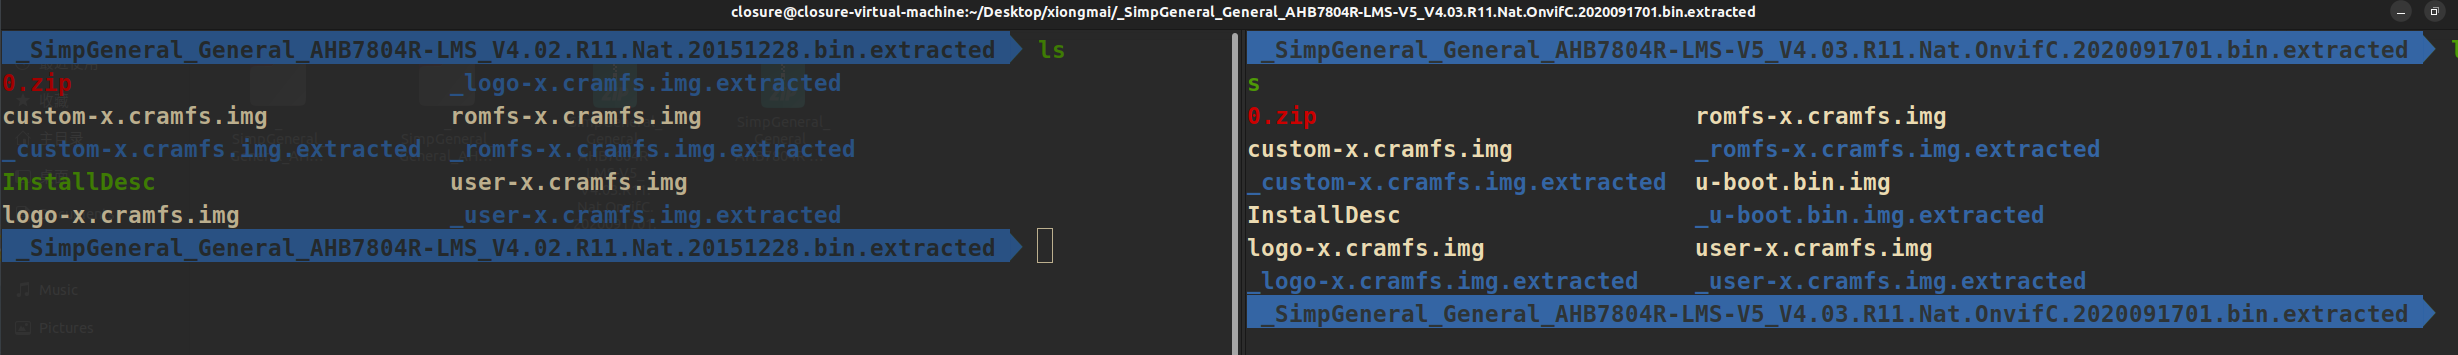 closure@closure-virtual-machine:~/Desktop/xiongmai/_SimpGeneral_General_AHB7804R-LMS-V5_V4.03.R11.Nat.OnvifC.2020091701.bin.extracted
_SimpGeneral_General_AHB7804R-LMS_V4.02.R11.Nat.20151228.bin.extracted ls
0.zip _logo-x.cramfs.img.extracted
custom-x.cramfs.img romfs-x.cramfs.img
_custom-x.cramfs.img.extracted _romfs-x.cramfs.img.extracted
InstallDesc user-x.cramfs.img
logo-x.cramfs.img _user-x.cramfs.img.extracted
_SimpGeneral_General_AHB7804R-LMS_V4.02.R11.Nat.20151228.bin.extracted
Music
Pictures
_SimpGeneral_General_AHB7804R-LMS-V5_V4.03.R11.Nat.OnvifC.2020091701.bin.extracted l
s
0.zip romfs-x.cramfs.img
custom-x.cramfs.img _romfs-x.cramfs.img.extracted
_custom-x.cramfs.img.extracted u-boot.bin.img
InstallDesc _u-boot.bin.img.extracted
logo-x.cramfs.img user-x.cramfs.img
_logo-x.cramfs.img.extracted _user-x.cramfs.img.extracted
_SimpGeneral_General_AHB7804R-LMS-V5_V4.03.R11.Nat.OnvifC.2020091701.bin.extracted